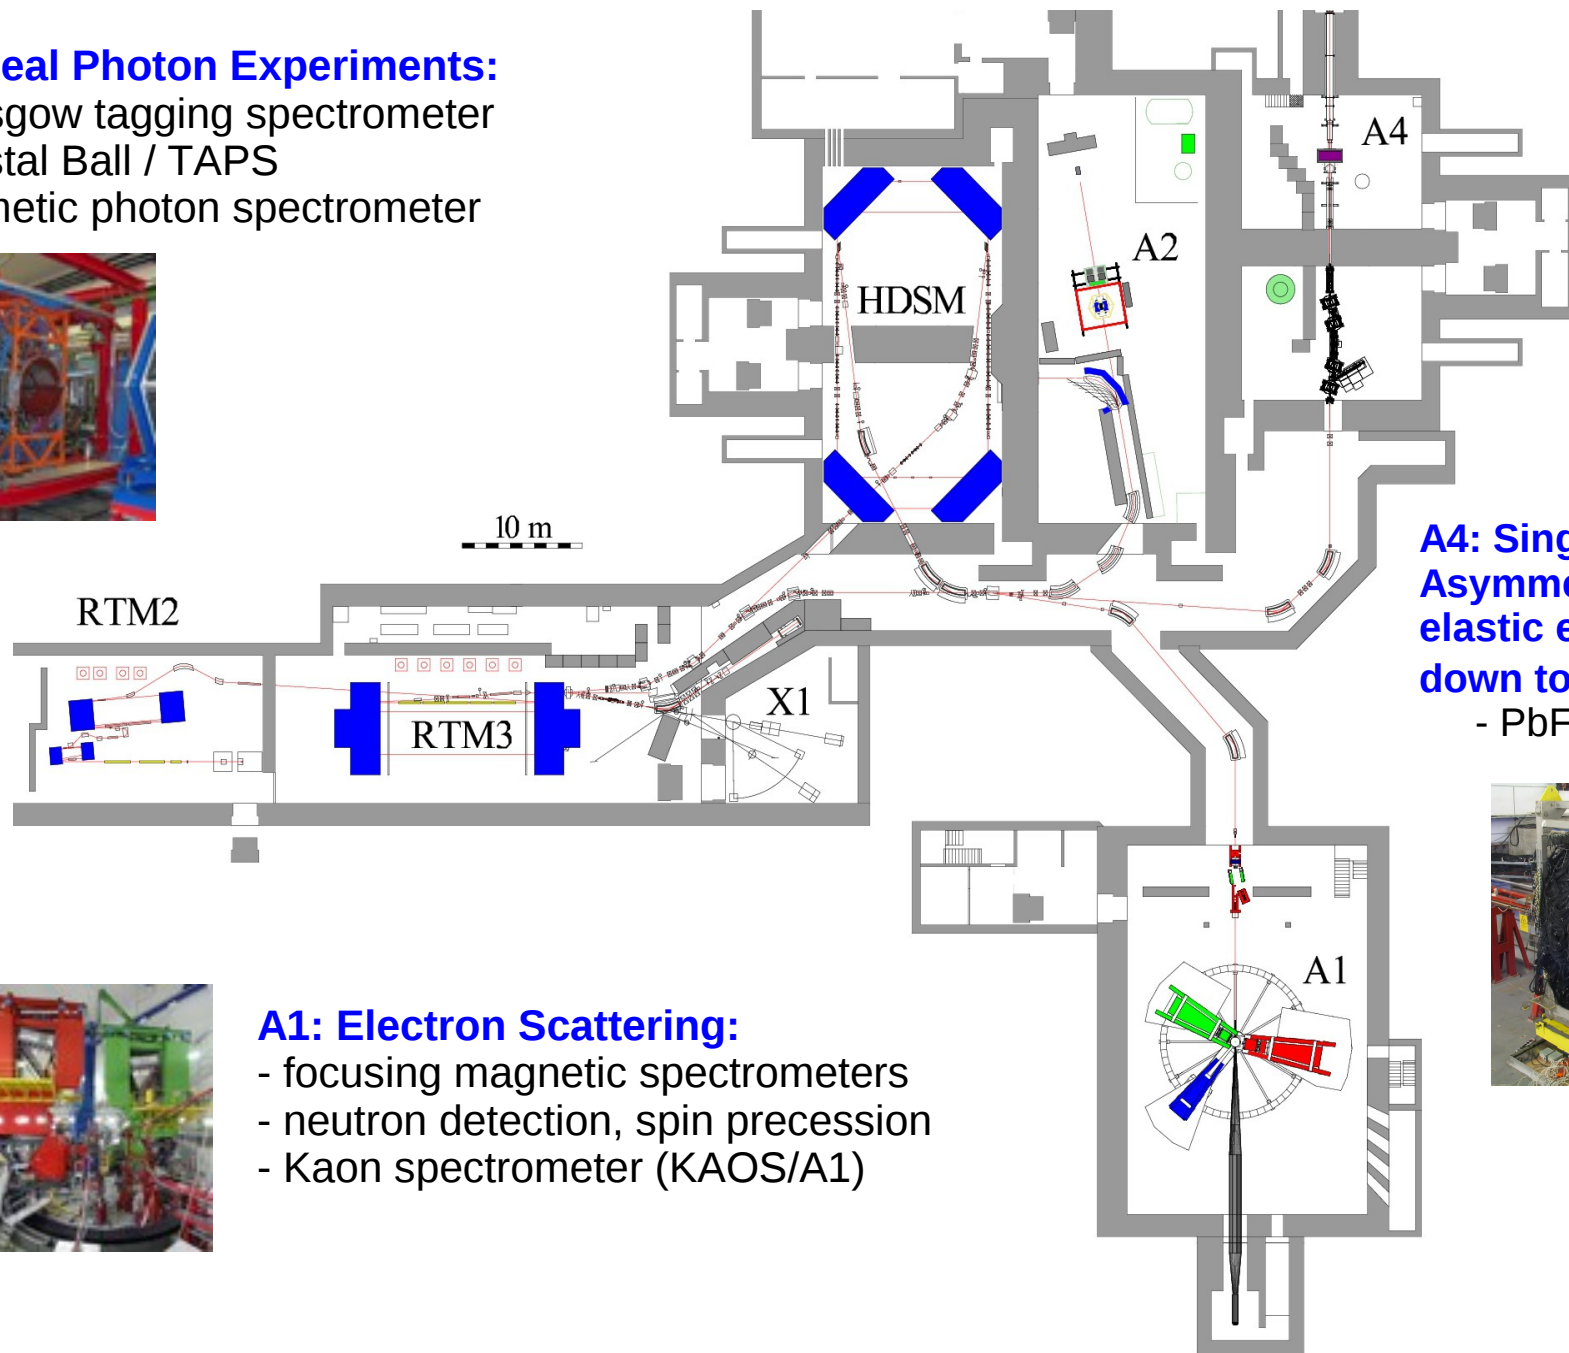 eal Photon Experiments:
sgow tagging spectrometer
stal Ball / TAPS
netic photon spectrometer
A4
A2
HDSM
10 m
RTM2
RTM3
X1
A4: Sing
Asymme
elastic e
down to
- PbF
A1
A1: Electron Scattering:
- focusing magnetic spectrometers
- neutron detection, spin precession
- Kaon spectrometer (KAOS/A1)